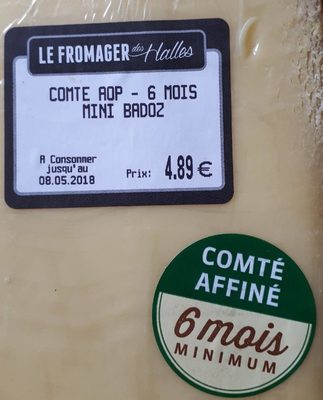 LE FROMAGER des Halles
COMTE AOP - 6 MOIS
MINI BADOZ
A Consommer
jusqu'au
08.05.2018
Prix: 4.89 €
COMTÉ
AFFINÉ
6 mois
MINIMUM